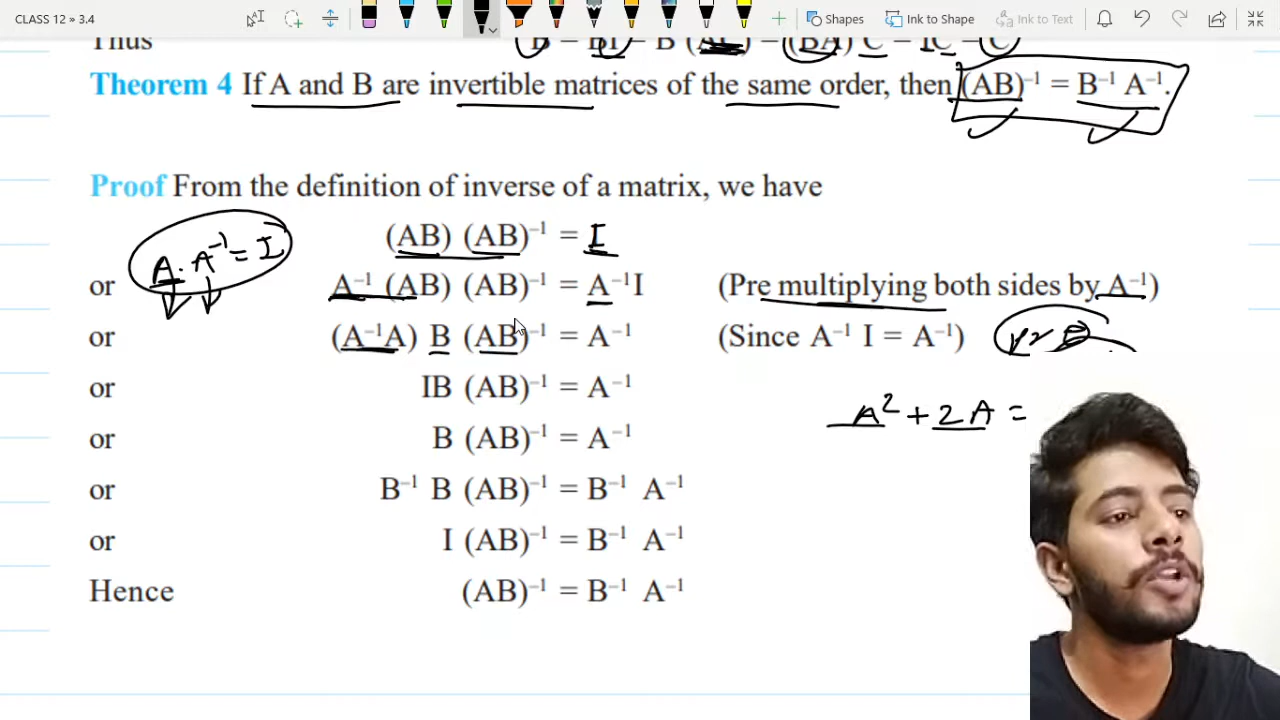 CLASS 12 » 3.4
Shapes Ink to Shape Ink to Text
Thus B = BI = B = (BA) C = IC = C
Theorem 4 If A and B are invertible matrices of the same order, then (AB)⁻¹ = B⁻¹ A⁻¹.
Proof From the definition of inverse of a matrix, we have
(AB) (AB)⁻¹ = I
A · A⁻¹ = I
or A⁻¹ (AB) (AB)⁻¹ = A⁻¹I (Pre multiplying both sides by A⁻¹)
or (A⁻¹A) B (AB)⁻¹ = A⁻¹ (Since A⁻¹ I = A⁻¹)
or IB (AB)⁻¹ = A⁻¹
A² + 2A =
or B (AB)⁻¹ = A⁻¹
or B⁻¹ B (AB)⁻¹ = B⁻¹ A⁻¹
or I (AB)⁻¹ = B⁻¹ A⁻¹
Hence (AB)⁻¹ = B⁻¹ A⁻¹